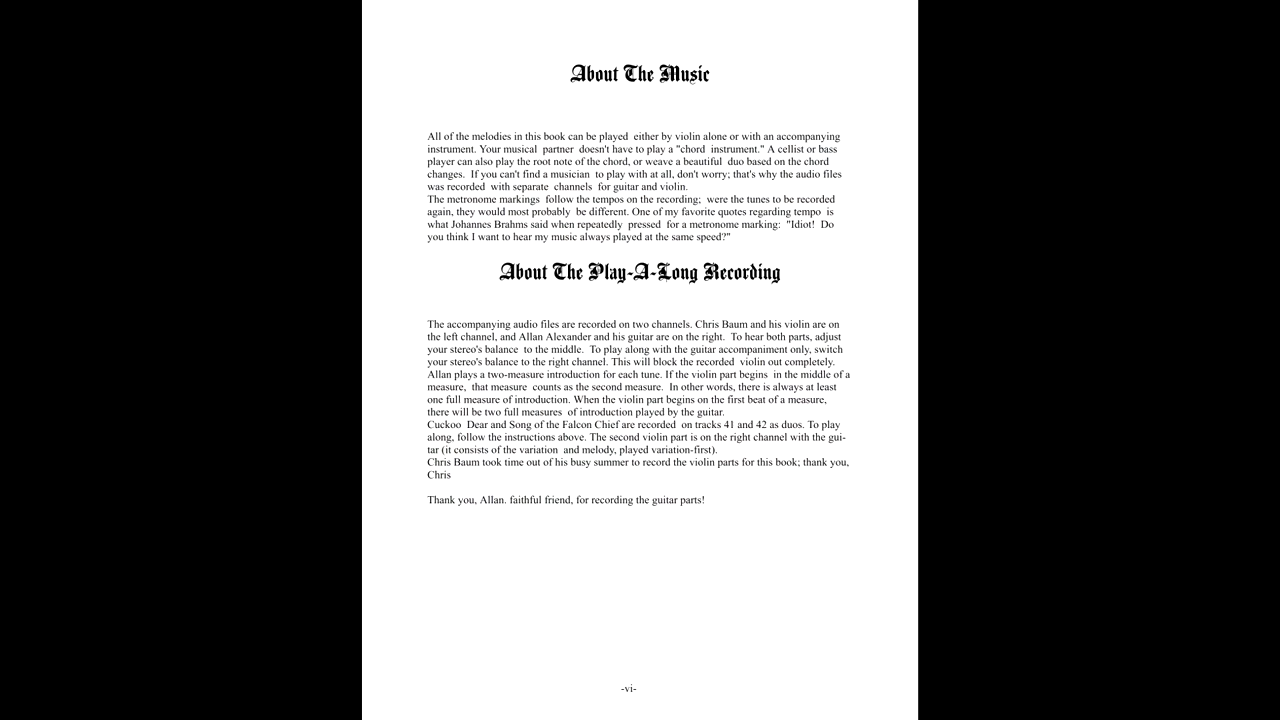 About The Music
All of the melodies in this book can be played either by violin alone or with an accompanying
instrument. Your musical partner doesn't have to play a "chord instrument." A cellist or bass
player can also play the root note of the chord, or weave a beautiful duo based on the chord
changes. If you can't find a musician to play with at all, don't worry; that's why the audio files
was recorded with separate channels for guitar and violin.
The metronome markings follow the tempos on the recording; were the tunes to be recorded
again, they would most probably be different. One of my favorite quotes regarding tempo is
what Johannes Brahms said when repeatedly pressed for a metronome marking: "Idiot! Do
you think I want to hear my music always played at the same speed?"
About The Play-A-Long Recording
The accompanying audio files are recorded on two channels. Chris Baum and his violin are on
the left channel, and Allan Alexander and his guitar are on the right. To hear both parts, adjust
your stereo's balance to the middle. To play along with the guitar accompaniment only, switch
your stereo's balance to the right channel. This will block the recorded violin out completely.
Allan plays a two-measure introduction for each tune. If the violin part begins in the middle of a
measure, that measure counts as the second measure. In other words, there is always at least
one full measure of introduction. When the violin part begins on the first beat of a measure,
there will be two full measures of introduction played by the guitar.
Cuckoo Dear and Song of the Falcon Chief are recorded on tracks 41 and 42 as duos. To play
along, follow the instructions above. The second violin part is on the right channel with the gui-
tar (it consists of the variation and melody, played variation-first).
Chris Baum took time out of his busy summer to record the violin parts for this book; thank you,
Chris
Thank you, Allan. faithful friend, for recording the guitar parts!
-vi-